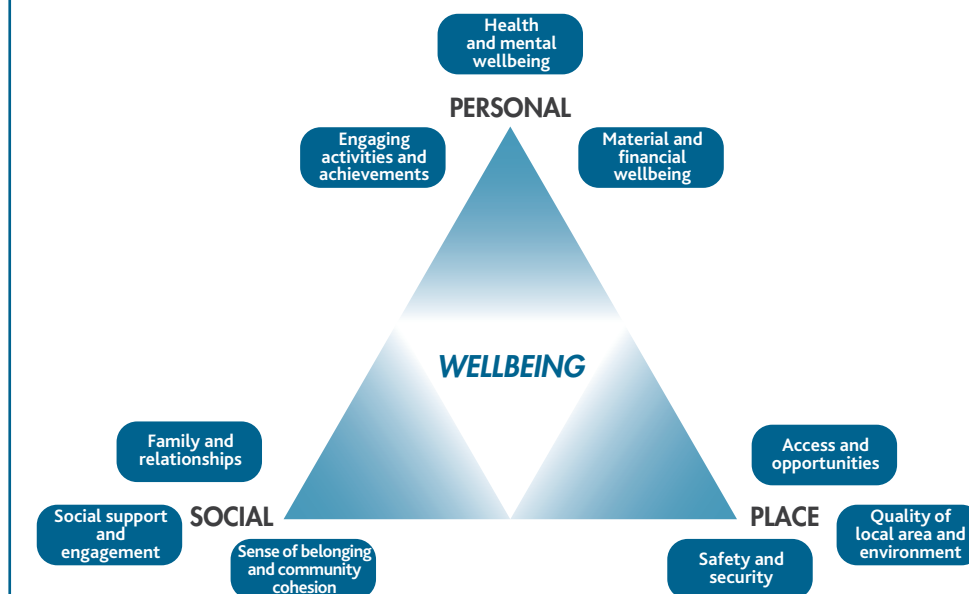 Health
and mental
wellbeing
PERSONAL
Engaging
activities and
achievements
Material and
financial
wellbeing
WELLBEING
Family and
relationships
Access and
opportunities
Social support
and
engagement
SOCIAL
Sense of belonging
and community
cohesion
PLACE
Quality of
local area and
environment
Safety and
security